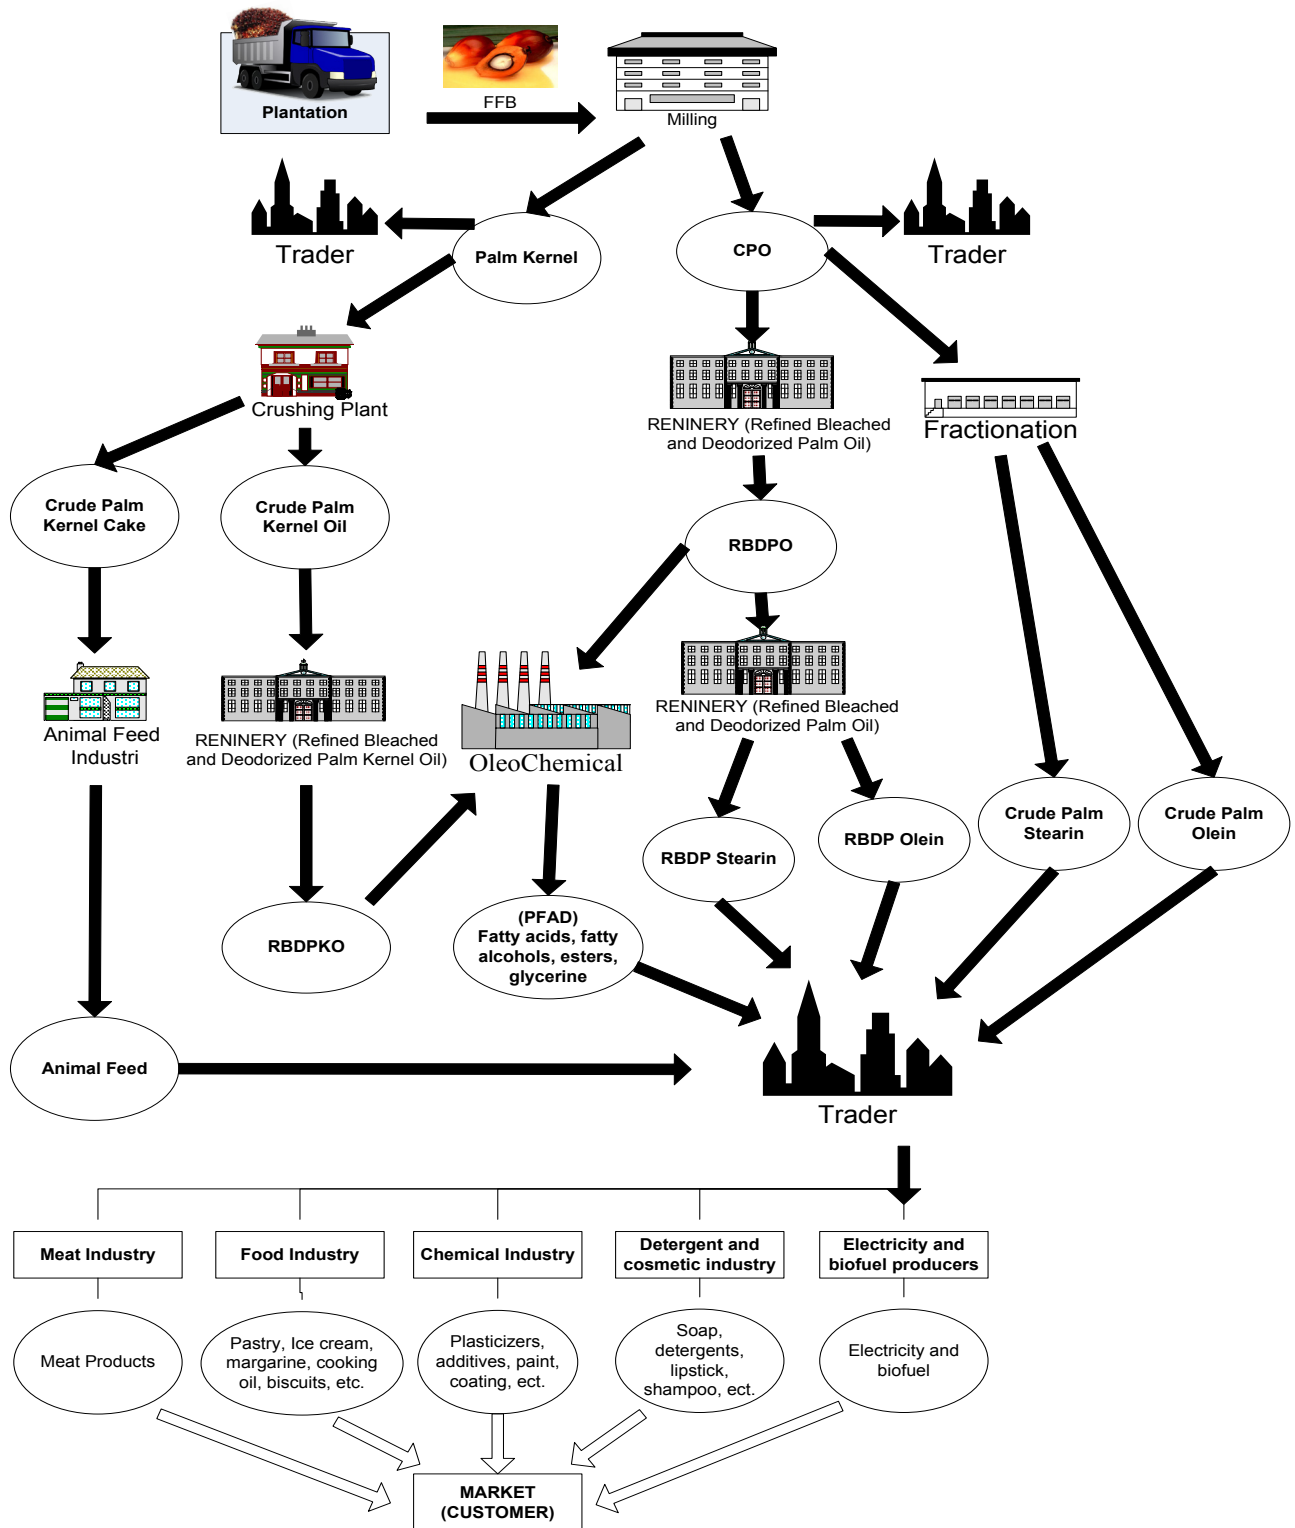 Plantation
FFB
Milling
Trader
Palm Kernel
CPO
Trader
Crushing Plant
RENINERY (Refined Bleached
and Deodorized Palm Oil)
Fractionation
Crude Palm
Kernel Cake
Crude Palm
Kernel Oil
RBDPO
Animal Feed
Industri
RENINERY (Refined Bleached
and Deodorized Palm Kernel Oil)
OleoChemical
RENINERY (Refined Bleached
and Deodorized Palm Oil)
RBDP Stearin
RBDP Olein
Crude Palm
Stearin
Crude Palm
Olein
RBDPKO
(PFAD)
Fatty acids, fatty
alcohols, esters,
glycerine
Animal Feed
Trader
Meat Industry
Food Industry
Chemical Industry
Detergent and
cosmetic industry
Electricity and
biofuel producers
Meat Products
Pastry, Ice cream,
margarine, cooking
oil, biscuits, etc.
Plasticizers,
additives, paint,
coating, ect.
Soap,
detergents,
lipstick,
shampoo, ect.
Electricity and
biofuel
MARKET
(CUSTOMER)